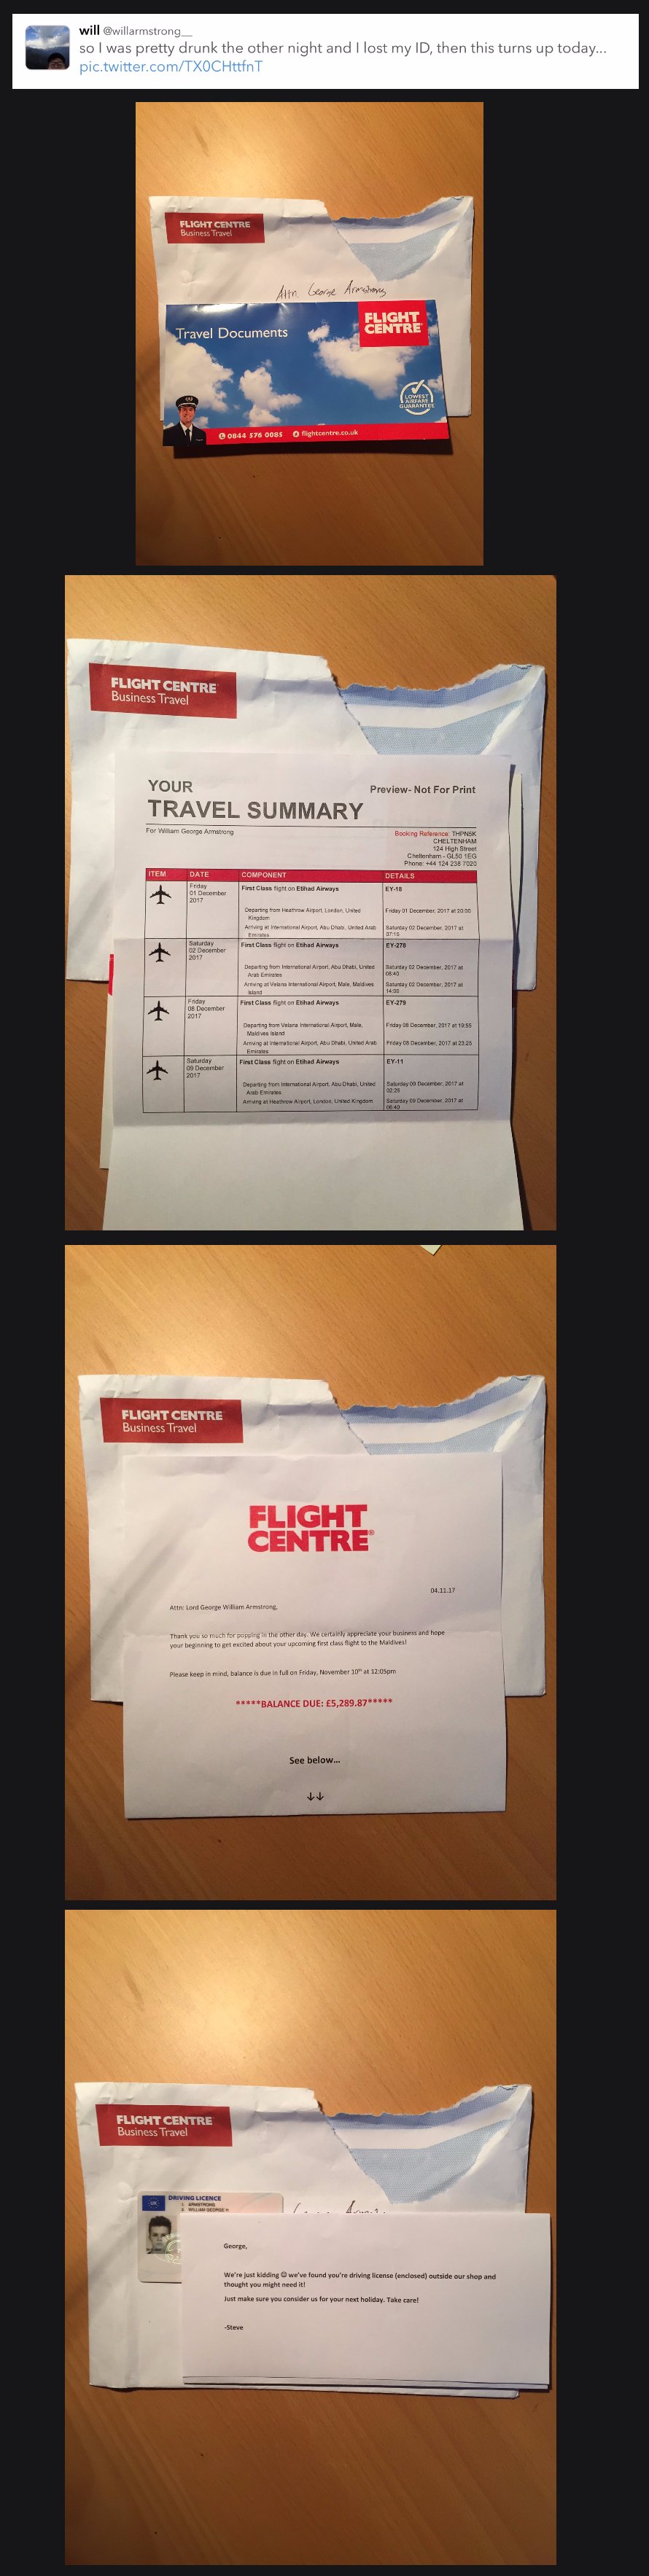 will @willarmstrong__
so I was pretty drunk the other night and I lost my ID, then this turns up today...
pic.twitter.com/TX0CHttfnT
FLIGHT CENTRE
Business Travel
Attn George Armstrong
Travel Documents
FLIGHT
CENTRE
LOWEST
AIRFARE
GUARANTEE
0844 576 0085 flightcentre.co.uk
FLIGHT CENTRE
Business Travel
YOUR
Preview- Not For Print
TRAVEL SUMMARY
For William George Armstrong
Booking Reference: THPN5K
CHELTENHAM
124 High Street
Cheltenham - GL50 1EG
Phone: +44 124 238 7020
ITEM DATE COMPONENT DETAILS
Friday
01 December
2017
First Class flight on Etihad Airways EY-18
Departing from Heathrow Airport, London, United
Kingdom
Friday 01 December, 2017 at 20:30
Arriving at International Airport, Abu Dhabi, United Arab
Emirates
Saturday 02 December, 2017 at
07:15
Saturday
02 December
2017
First Class flight on Etihad Airways EY-278
Departing from International Airport, Abu Dhabi, United
Arab Emirates
Saturday 02 December, 2017 at
08:40
Arriving at Velana International Airport, Male, Maldives
Island
Saturday 02 December, 2017 at
14:00
Friday
08 December
2017
First Class flight on Etihad Airways EY-279
Departing from Velana International Airport, Male,
Maldives Island
Friday 08 December, 2017 at 19:55
Arriving at International Airport, Abu Dhabi, United Arab
Emirates
Friday 08 December, 2017 at 23:25
Saturday
09 December
2017
First Class flight on Etihad Airways EY-11
Departing from International Airport, Abu Dhabi, United
Arab Emirates
Saturday 09 December, 2017 at
02:25
Arriving at Heathrow Airport, London, United Kingdom
Saturday 09 December, 2017 at
06:40
FLIGHT CENTRE
Business Travel
FLIGHT
CENTRE®
04.11.17
Attn: Lord George William Armstrong,
Thank you so much for popping in the other day. We certainly appreciate your business and hope
your beginning to get excited about your upcoming first class flight to the Maldives!
Please keep in mind, balance is due in full on Friday, November 10th at 12:05pm
*****BALANCE DUE: £5,289.87*****
See below...
↓↓
FLIGHT CENTRE
Business Travel
DRIVING LICENCE
1. ARMSTRONG
2. WILLIAM GEORGE H
George,
We're just kidding ☺ we've found you're driving license (enclosed) outside our shop and
thought you might need it!
Just make sure you consider us for your next holiday. Take care!
-Steve